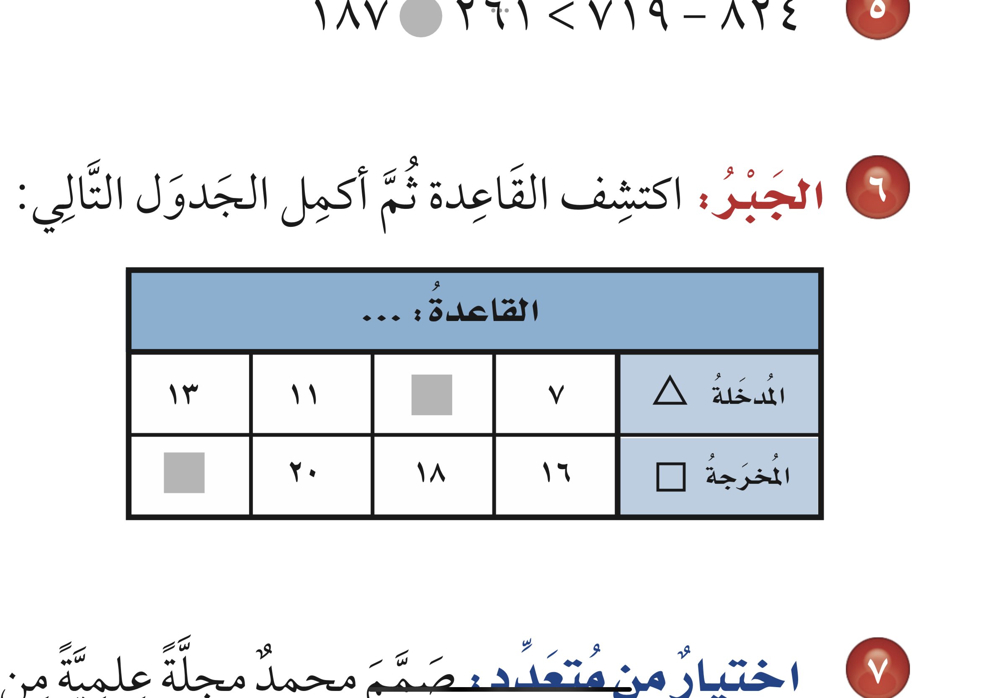 ٥ ٨٢٤ – ٧١٩ > ٢٦١ ● ١٨٧
٦ الجَبْرُ: اكتشِف القَاعِدة ثُمَّ أكمِل الجَدوَل التَّالِي :
القاعدةُ: ...
المُدخَلةُ △ ٧ ■ ١١ ١٣
المُخرَجةُ □ ١٦ ١٨ ٢٠ ■
٧ اختيارٌ من مُتعَدِّد: صَمَّمَ محمدٌ مجلَّةً علميَّةً مِن